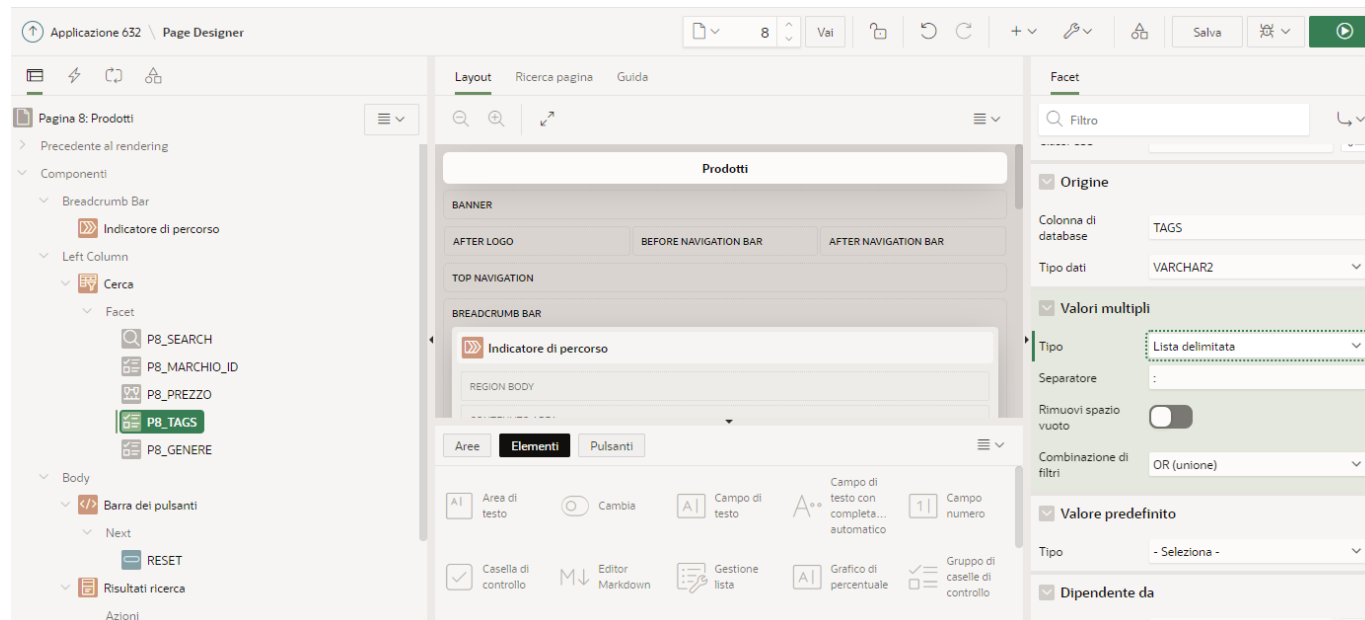 Applicazione 632 \ Page Designer
8
Vai
Salva
Pagina 8: Prodotti
Precedente al rendering
Componenti
Breadcrumb Bar
Indicatore di percorso
Left Column
Cerca
Facet
P8_SEARCH
P8_MARCHIO_ID
P8_PREZZO
P8_TAGS
P8_GENERE
Body
Barra dei pulsanti
Next
RESET
Risultati ricerca
Azioni
Layout
Ricerca pagina
Guida
Prodotti
BANNER
AFTER LOGO
BEFORE NAVIGATION BAR
AFTER NAVIGATION BAR
TOP NAVIGATION
BREADCRUMB BAR
Indicatore di percorso
REGION BODY
Aree
Elementi
Pulsanti
Area di
testo
Cambia
Campo di
testo
Campo di
testo con
completa...
automatico
Campo
numero
Casella di
controllo
Editor
Markdown
Gestione
lista
Grafico di
percentuale
Gruppo di
caselle di
controllo
Facet
Filtro
Origine
Colonna di
database
TAGS
Tipo dati
VARCHAR2
Valori multipli
Tipo
Lista delimitata
Separatore
:
Rimuovi spazio
vuoto
Combinazione di
filtri
OR (unione)
Valore predefinito
Tipo
- Seleziona -
Dipendente da